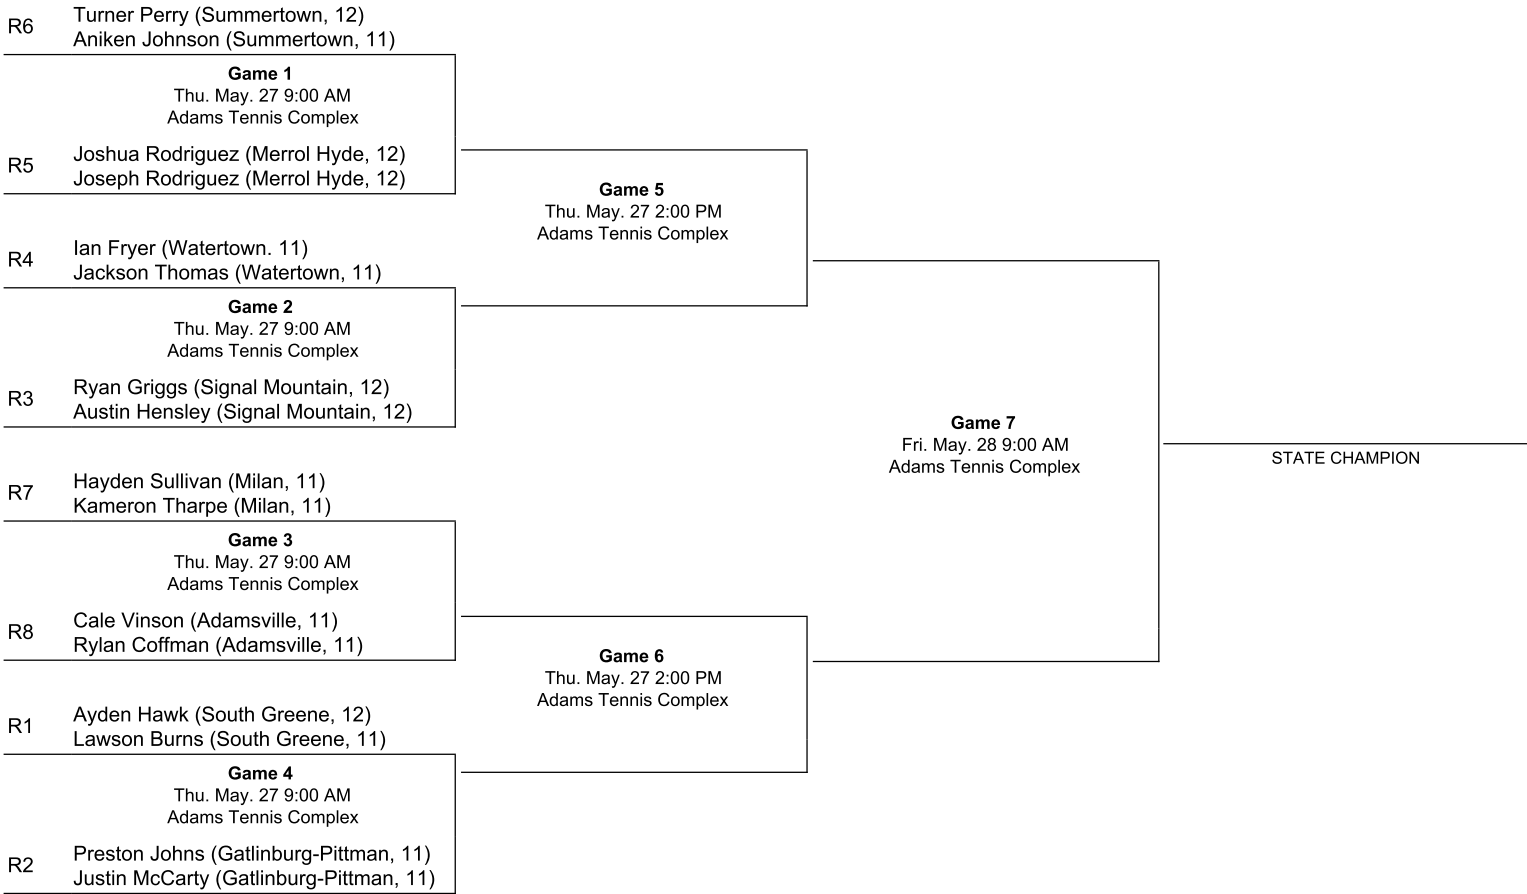 R6
Turner Perry (Summertown, 12)
Aniken Johnson (Summertown, 11)
Game 1
Thu. May. 27 9:00 AM
Adams Tennis Complex
R5
Joshua Rodriguez (Merrol Hyde, 12)
Joseph Rodriguez (Merrol Hyde, 12)
Game 5
Thu. May. 27 2:00 PM
Adams Tennis Complex
R4
Ian Fryer (Watertown. 11)
Jackson Thomas (Watertown, 11)
Game 2
Thu. May. 27 9:00 AM
Adams Tennis Complex
R3
Ryan Griggs (Signal Mountain, 12)
Austin Hensley (Signal Mountain, 12)
Game 7
Fri. May. 28 9:00 AM
Adams Tennis Complex
STATE CHAMPION
R7
Hayden Sullivan (Milan, 11)
Kameron Tharpe (Milan, 11)
Game 3
Thu. May. 27 9:00 AM
Adams Tennis Complex
R8
Cale Vinson (Adamsville, 11)
Rylan Coffman (Adamsville, 11)
Game 6
Thu. May. 27 2:00 PM
Adams Tennis Complex
R1
Ayden Hawk (South Greene, 12)
Lawson Burns (South Greene, 11)
Game 4
Thu. May. 27 9:00 AM
Adams Tennis Complex
R2
Preston Johns (Gatlinburg-Pittman, 11)
Justin McCarty (Gatlinburg-Pittman, 11)